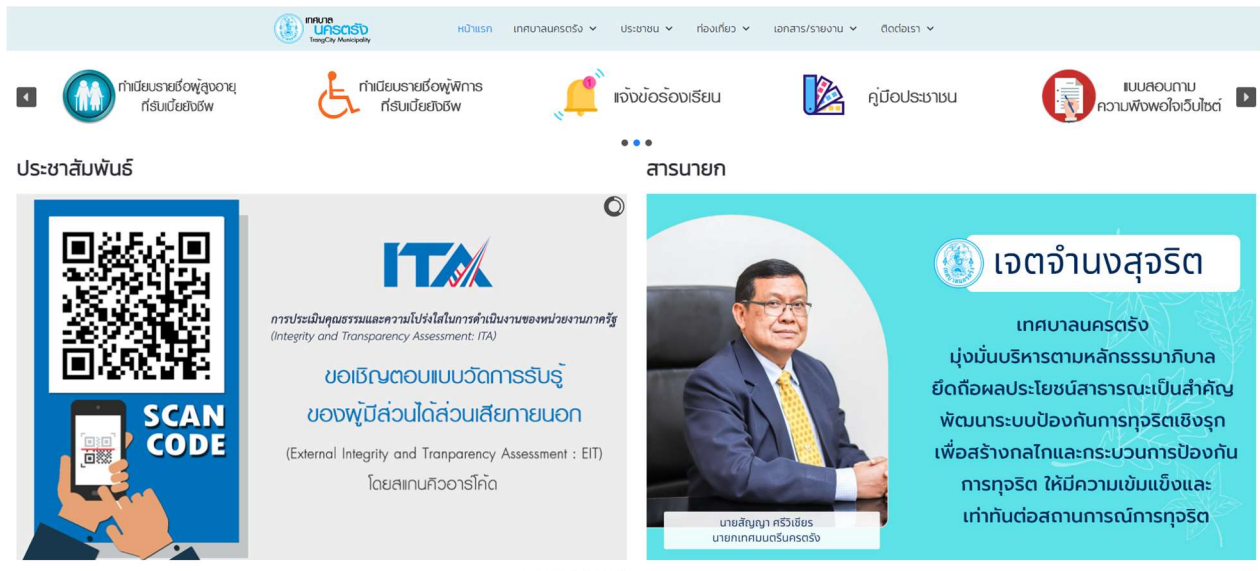 เทศบาล
นครตรัง
TrangCity Municipality
หน้าแรก
เทศบาลนครตรัง
ประชาชน
ท่องเที่ยว
เอกสาร/รายงาน
ติดต่อเรา
ทำเนียบรายชื่อผู้สูงอายุ
ที่รับเบี้ยยังชีพ
ทำเนียบรายชื่อผู้พิการ
ที่รับเบี้ยยังชีพ
1
แจ้งข้อร้องเรียน
คู่มือประชาชน
แบบสอบถาม
ความพึงพอใจเว็บไซต์
ประชาสัมพันธ์
SCAN
CODE
ITA
การประเมินคุณธรรมและความโปร่งใสในการดำเนินงานของหน่วยงานภาครัฐ
(Integrity and Transparency Assessment: ITA)
ขอเชิญตอบแบบวัดการรับรู้
ของผู้มีส่วนได้ส่วนเสียภายนอก
(External Integrity and Tranparency Assessment : EIT)
โดยสแกนคิวอาร์โค้ด
สารนายก
เจตจำนงสุจริต
เทศบาลนครตรัง
มุ่งมั่นบริหารตามหลักธรรมาภิบาล
ยึดถือผลประโยชน์สาธารณะเป็นสำคัญ
พัฒนาระบบป้องกันการทุจริตเชิงรุก
เพื่อสร้างกลไกและกระบวนการป้องกัน
การทุจริต ให้มีความเข้มแข็งและ
เท่าทันต่อสถานการณ์การทุจริต
นายสัญญา ศรีวิเชียร
นายกเทศมนตรีนครตรัง